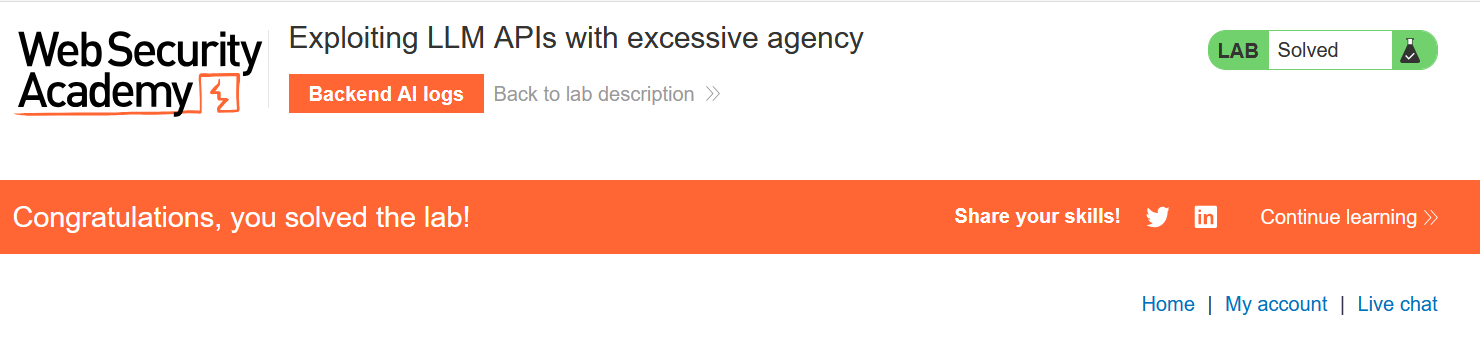 Web Security
Academy
Exploiting LLM APIs with excessive agency
Backend AI logs
Back to lab description
LAB Solved
Congratulations, you solved the lab!
Share your skills!
Continue learning
Home | My account | Live chat